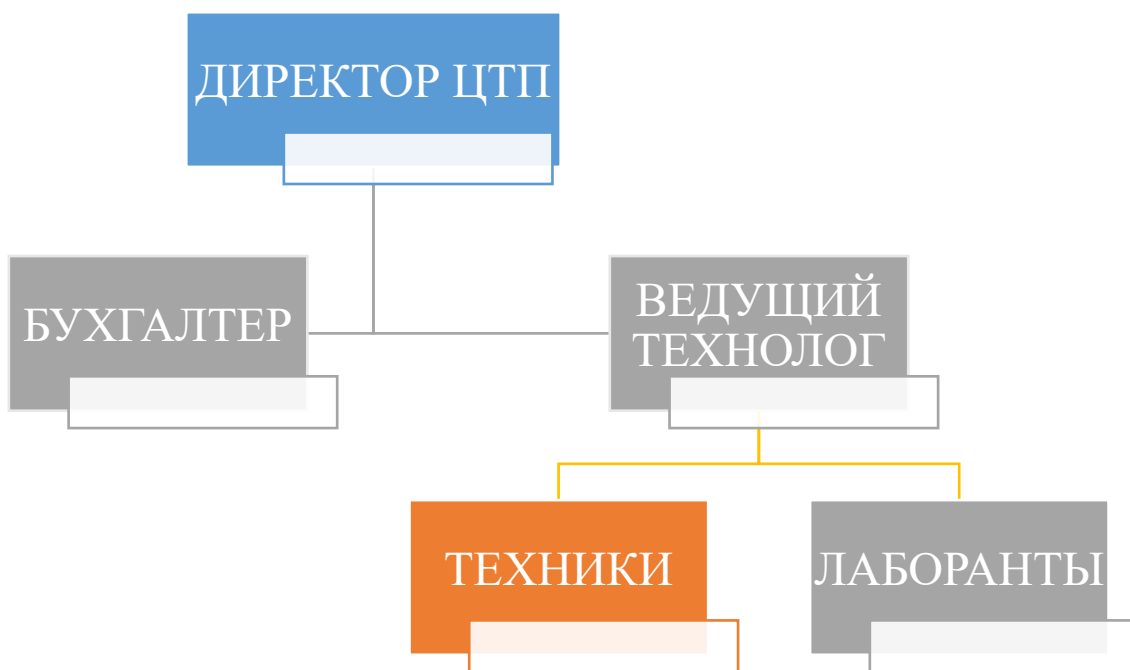 ДИРЕКТОР ЦТП
БУХГАЛТЕР
ВЕДУЩИЙ
ТЕХНОЛОГ
ТЕХНИКИ
ЛАБОРАНТЫ